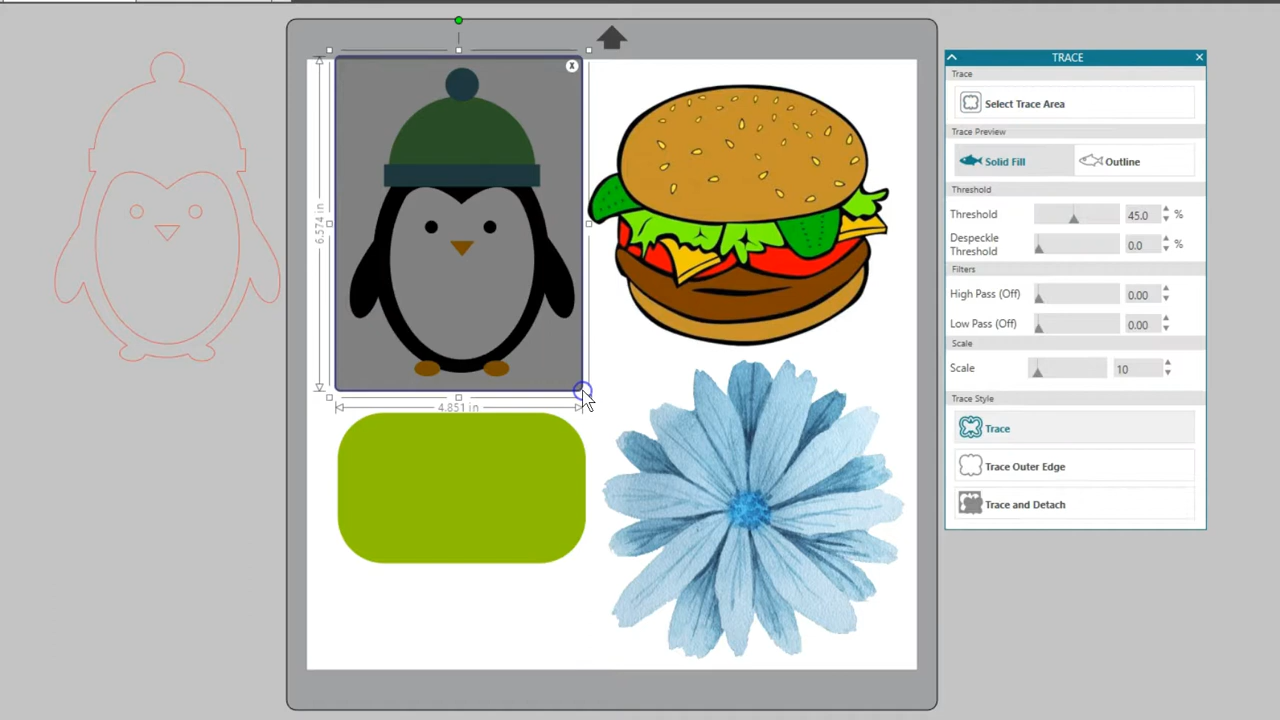 X
6.574 in
4.851 in
TRACE
Trace
Select Trace Area
Trace Preview
Solid Fill
Outline
Threshold
Threshold 45.0 %
Despeckle Threshold 0.0 %
Filters
High Pass (Off) 0.00
Low Pass (Off) 0.00
Scale
Scale 10
Trace Style
Trace
Trace Outer Edge
Trace and Detach